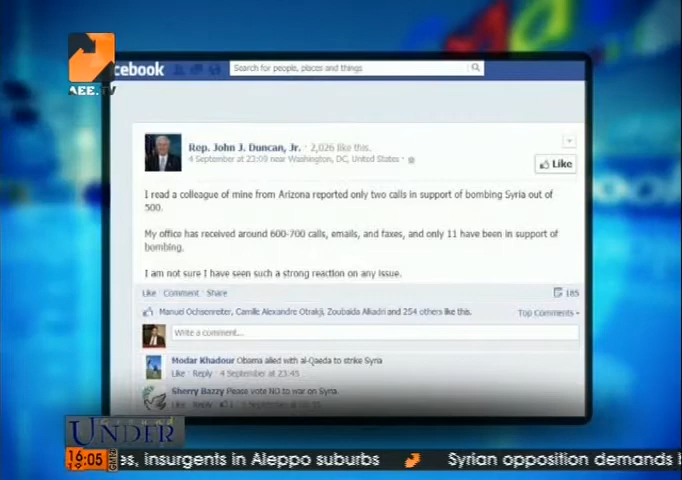 AEE.TV
cebook
Search for people, places and things
Rep. John J. Duncan, Jr. · 2,026 like this.
4 September at 23:09 near Washington, DC, United States ·
Like
I read a colleague of mine from Arizona reported only two calls in support of bombing Syria out of
500.
My office has received around 600-700 calls, emails, and faxes, and only 11 have been in support of
bombing.
I am not sure I have seen such a strong reaction on any issue.
Like · Comment · Share
185
Manuel Ochsenreiter, Camille Alexandre Otrakji, Zoubaida Alkadri and 254 others like this.
Top Comments
Write a comment...
Modar Khadour Obama allied with al-Qaeda to strike Syria
Like · Reply · 4 September at 23:45
Sherry Bazzy Please vote NO to war on Syria.
Like · Reply
UNDER
16:05
GMT
es, insurgents in Aleppo suburbs
Syrian opposition demands